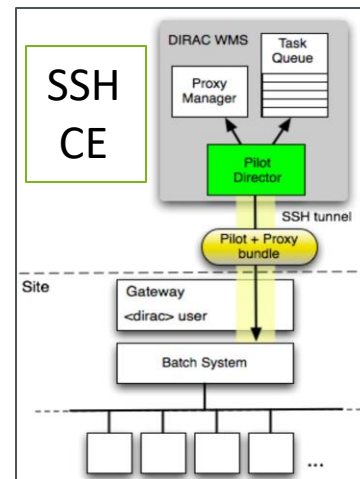 SSH
CE
DIRAC WMS
Task
Queue
Proxy
Manager
Pilot
Director
SSH tunnel
Pilot + Proxy
bundle
Site
Gateway
<dirac> user
Batch System
...